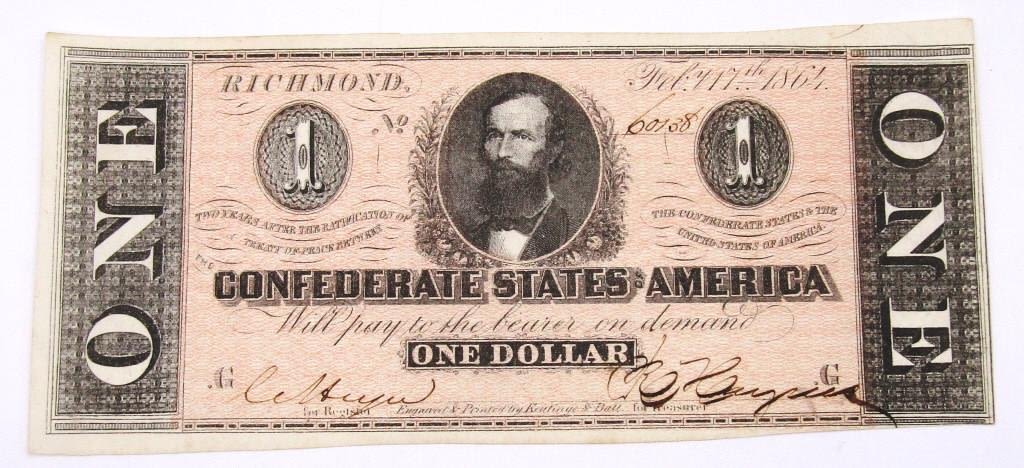 ONE
RICHMOND, Feb. 17th. 1864.
1 No 60138 1
TWO YEARS AFTER THE RATIFICATION OF
A TREATY OF PEACE BETWEEN
THE CONFEDERATE STATES & THE
UNITED STATES OF AMERICA.
THE
CONFEDERATE STATES OF AMERICA
Will pay to the bearer on demand
ONE DOLLAR
G G
for Register Engraved & Printed by Keatinge & Ball. for Treasurer
ONE